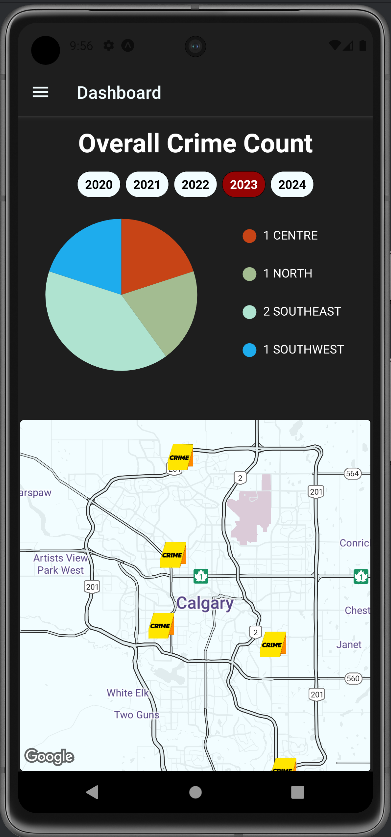 9:56
Dashboard
Overall Crime Count
2020
2021
2022
2023
2024
1 CENTRE
1 NORTH
2 SOUTHEAST
1 SOUTHWEST
CRIME
201
2
564
201
arspaw
Conric
CRIME
Artists View
Park West
1
1
201
Calgary
Chest
CRIME
2
CRIME
Janet
560
White Elk
201
Two Guns
CRIME
Google